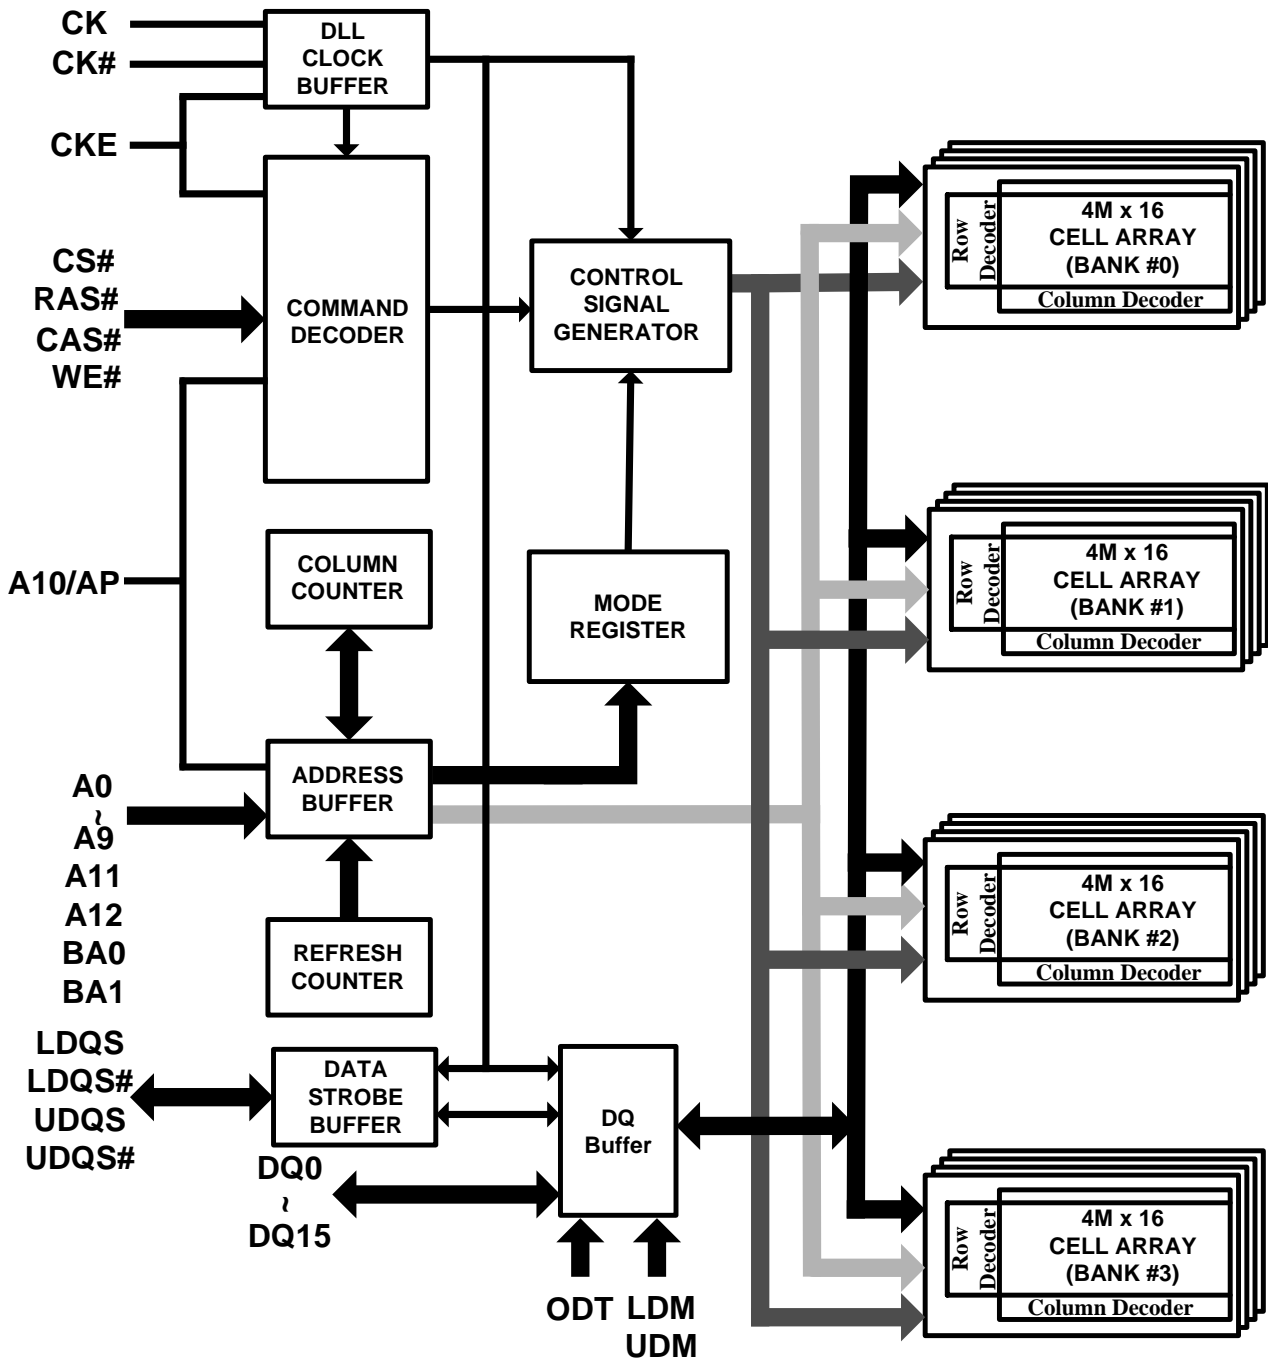 CK
CK#
CKE
CS#
RAS#
CAS#
WE#
A10/AP
A0
~
A9
A11
A12
BA0
BA1
LDQS
LDQS#
UDQS
UDQS#
DLL
CLOCK
BUFFER
COMMAND
DECODER
COLUMN
COUNTER
ADDRESS
BUFFER
REFRESH
COUNTER
DATA
STROBE
BUFFER
DQ0
~
DQ15
CONTROL
SIGNAL
GENERATOR
MODE
REGISTER
DQ
Buffer
ODT
LDM
UDM
Row
Decoder
4M x 16
CELL ARRAY
(BANK #0)
Column Decoder
Row
Decoder
4M x 16
CELL ARRAY
(BANK #1)
Column Decoder
Row
Decoder
4M x 16
CELL ARRAY
(BANK #2)
Column Decoder
Row
Decoder
4M x 16
CELL ARRAY
(BANK #3)
Column Decoder